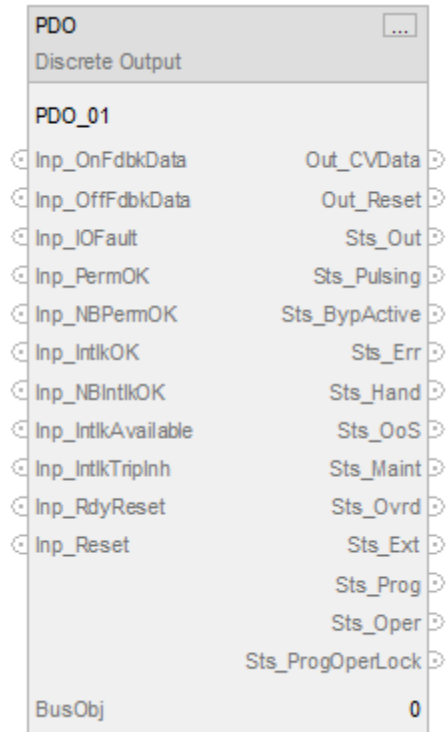 PDO ...
Discrete Output
PDO_01
Inp_OnFdbkData Out_CVData
Inp_OffFdbkData Out_Reset
Inp_IOFault Sts_Out
Inp_PermOK Sts_Pulsing
Inp_NBPermOK Sts_BypActive
Inp_IntlkOK Sts_Err
Inp_NBIntlkOK Sts_Hand
Inp_IntlkAvailable Sts_OoS
Inp_IntlkTripInh Sts_Maint
Inp_RdyReset Sts_Ovrd
Inp_Reset Sts_Ext
Sts_Prog
Sts_Oper
Sts_ProgOperLock
BusObj 0